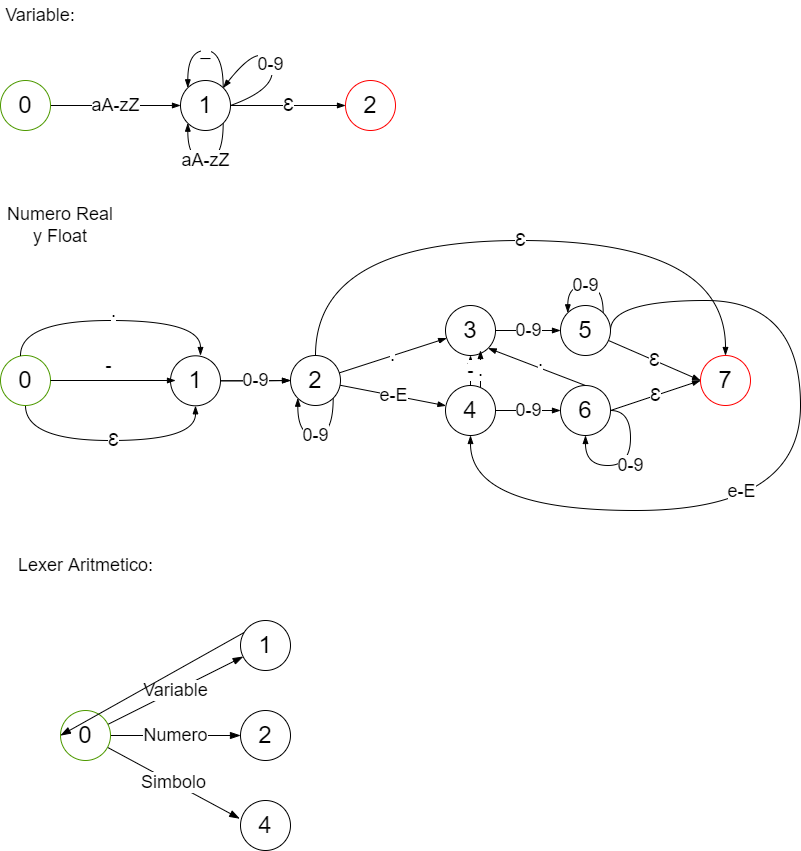 Variable:
_
0-9
0
aA-zZ
1
Ɛ
2
aA-zZ
Numero Real
y Float
Ɛ
.
0-9
3
0-9
5
.
-
.
Ɛ
0
-
1
0-9
2
7
e-E
-
.
4
0-9
6
Ɛ
0-9
Ɛ
0-9
e-E
Lexer Aritmetico:
1
Variable
0
Numero
2
Simbolo
4